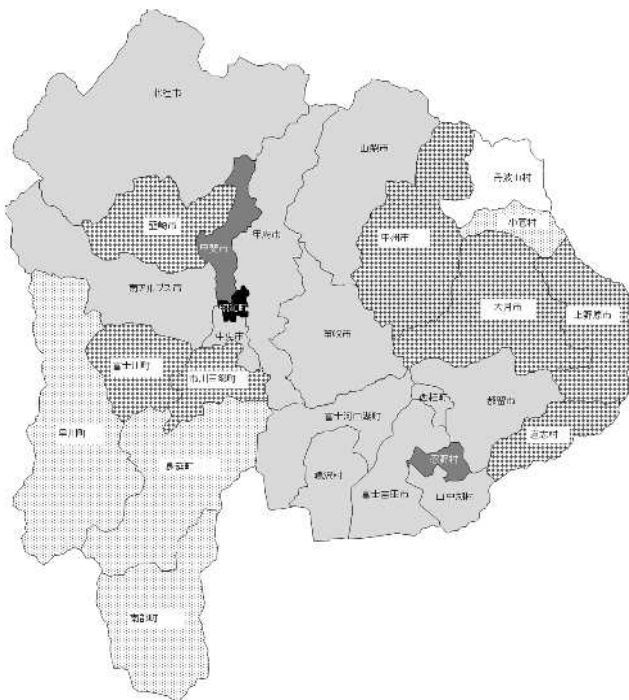 北杜市
山梨市
丹波山村
小菅村
韮崎市
甲斐市
甲府市
甲州市
南アルプス市
昭和町
大月市
上野原市
中央市
笛吹市
富士川町
市川三郷町
西桂町
都留市
早川町
富士河口湖町
道志村
身延町
忍野村
鳴沢村
富士吉田市
山中湖村
南部町